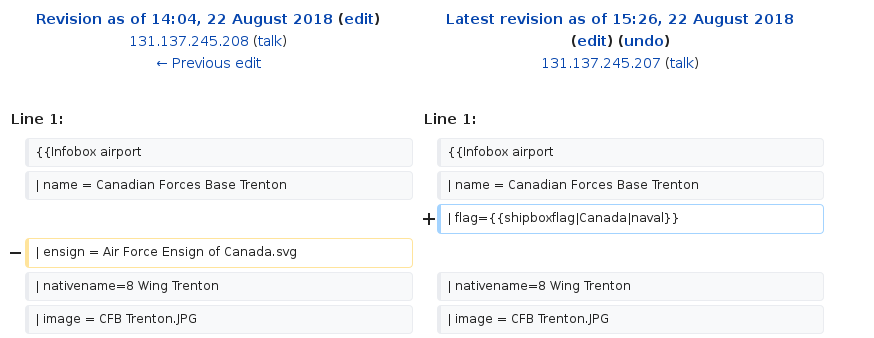 Revision as of 14:04, 22 August 2018 (edit)
131.137.245.208 (talk)
← Previous edit
Latest revision as of 15:26, 22 August 2018
(edit) (undo)
131.137.245.207 (talk)
Line 1:
Line 1:
{{Infobox airport
{{Infobox airport
| name = Canadian Forces Base Trenton
| name = Canadian Forces Base Trenton
+ | flag={{shipboxflag|Canada|naval}}
− | ensign = Air Force Ensign of Canada.svg
| nativename=8 Wing Trenton
| nativename=8 Wing Trenton
| image = CFB Trenton.JPG
| image = CFB Trenton.JPG